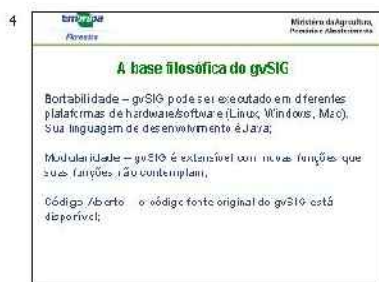 4
Embrapa
Florestas
Ministério da Agricultura,
Pecuária e Abastecimento
A base filosófica do gvSIG
Portabilidade – gvSIG pode ser executado em diferentes
plataformas de hardware/software (Linux, Windows, Mac).
Sua linguagem de desenvolvimento é Java;
Modularidade – gvSIG é extensível com novas funções que
suas funções não contemplam;
Código Aberto – o código fonte original do gvSIG está
disponível;